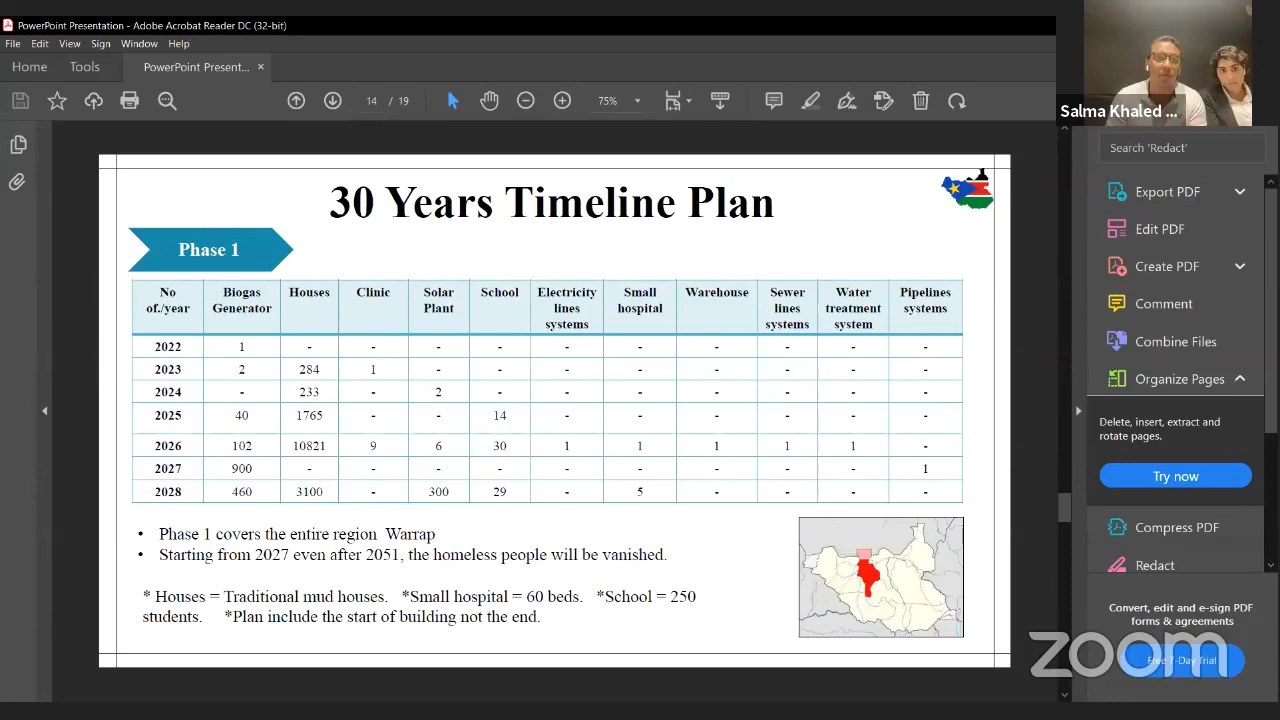 PowerPoint Presentation - Adobe Acrobat Reader DC (32-bit)
File Edit View Sign Window Help
Home Tools PowerPoint Present... ×
14 / 19 75%
Salma Khaled ...
Search 'Redact'
Export PDF
Edit PDF
Create PDF
Comment
Combine Files
Organize Pages
Delete, insert, extract and
rotate pages.
Try now
Compress PDF
Redact
Convert, edit and e-sign PDF
forms & agreements
Free 7-Day Trial
zoom
30 Years Timeline Plan
Phase 1
No of./year Biogas Generator Houses Clinic Solar Plant School Electricity lines systems Small hospital Warehouse Sewer lines systems Water treatment system Pipelines systems
2022 1 - - - - - - - - - -
2023 2 284 1 - - - - - - - -
2024 - 233 - 2 - - - - - - -
2025 40 1765 - - 14 - - - - - -
2026 102 10821 9 6 30 1 1 1 1 1 -
2027 900 - - - - - - - - - 1
2028 460 3100 - 300 29 - 5 - - - -
• Phase 1 covers the entire region Warrap
• Starting from 2027 even after 2051, the homeless people will be vanished.
* Houses = Traditional mud houses. *Small hospital = 60 beds. *School = 250
students. *Plan include the start of building not the end.